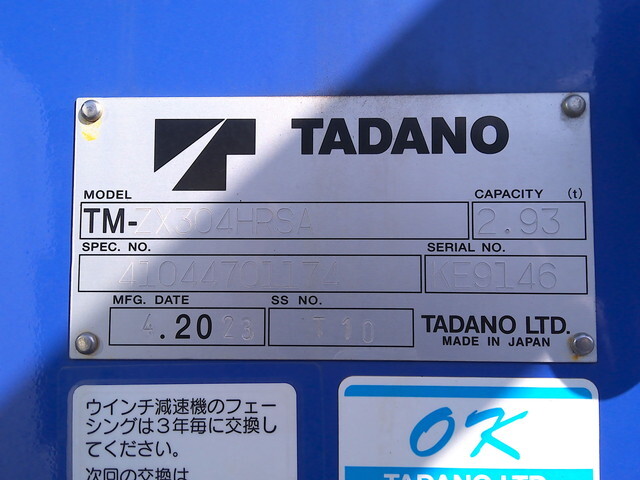 TADANO
MODEL
CAPACITY (t)
TM-ZX304HPSA
2.93
SPEC. NO.
SERIAL NO.
KE9146
MFG. DATE
SS NO.
4.2023
T10
TADANO LTD.
MADE IN JAPAN
ウインチ減速機のフェー
シングは3年毎に交換し
てください。
次回の交換は
OK
TADANO LTD